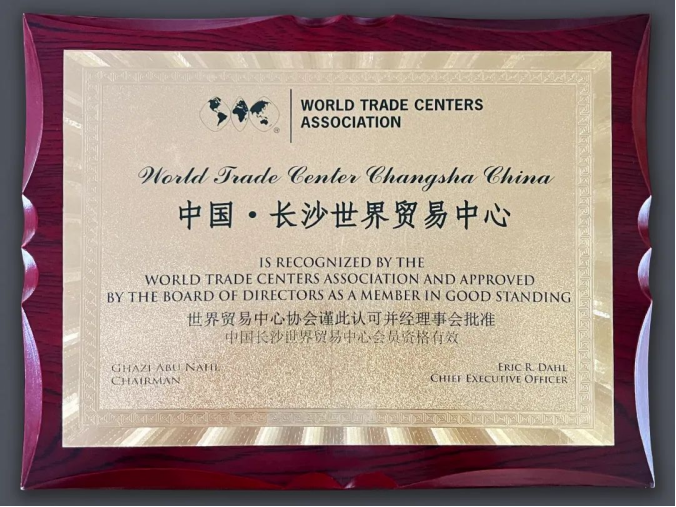 WORLD TRADE CENTERS
ASSOCIATION
®
World Trade Center Changsha China
中国·长沙世界贸易中心
IS RECOGNIZED BY THE
WORLD TRADE CENTERS ASSOCIATION AND APPROVED
BY THE BOARD OF DIRECTORS AS A MEMBER IN GOOD STANDING
世界贸易中心协会谨此认可并经理事会批准
中国长沙世界贸易中心会员资格有效
GHAZI ABU NAHL
CHAIRMAN
ERIC R. DAHL
CHIEF EXECUTIVE OFFICER